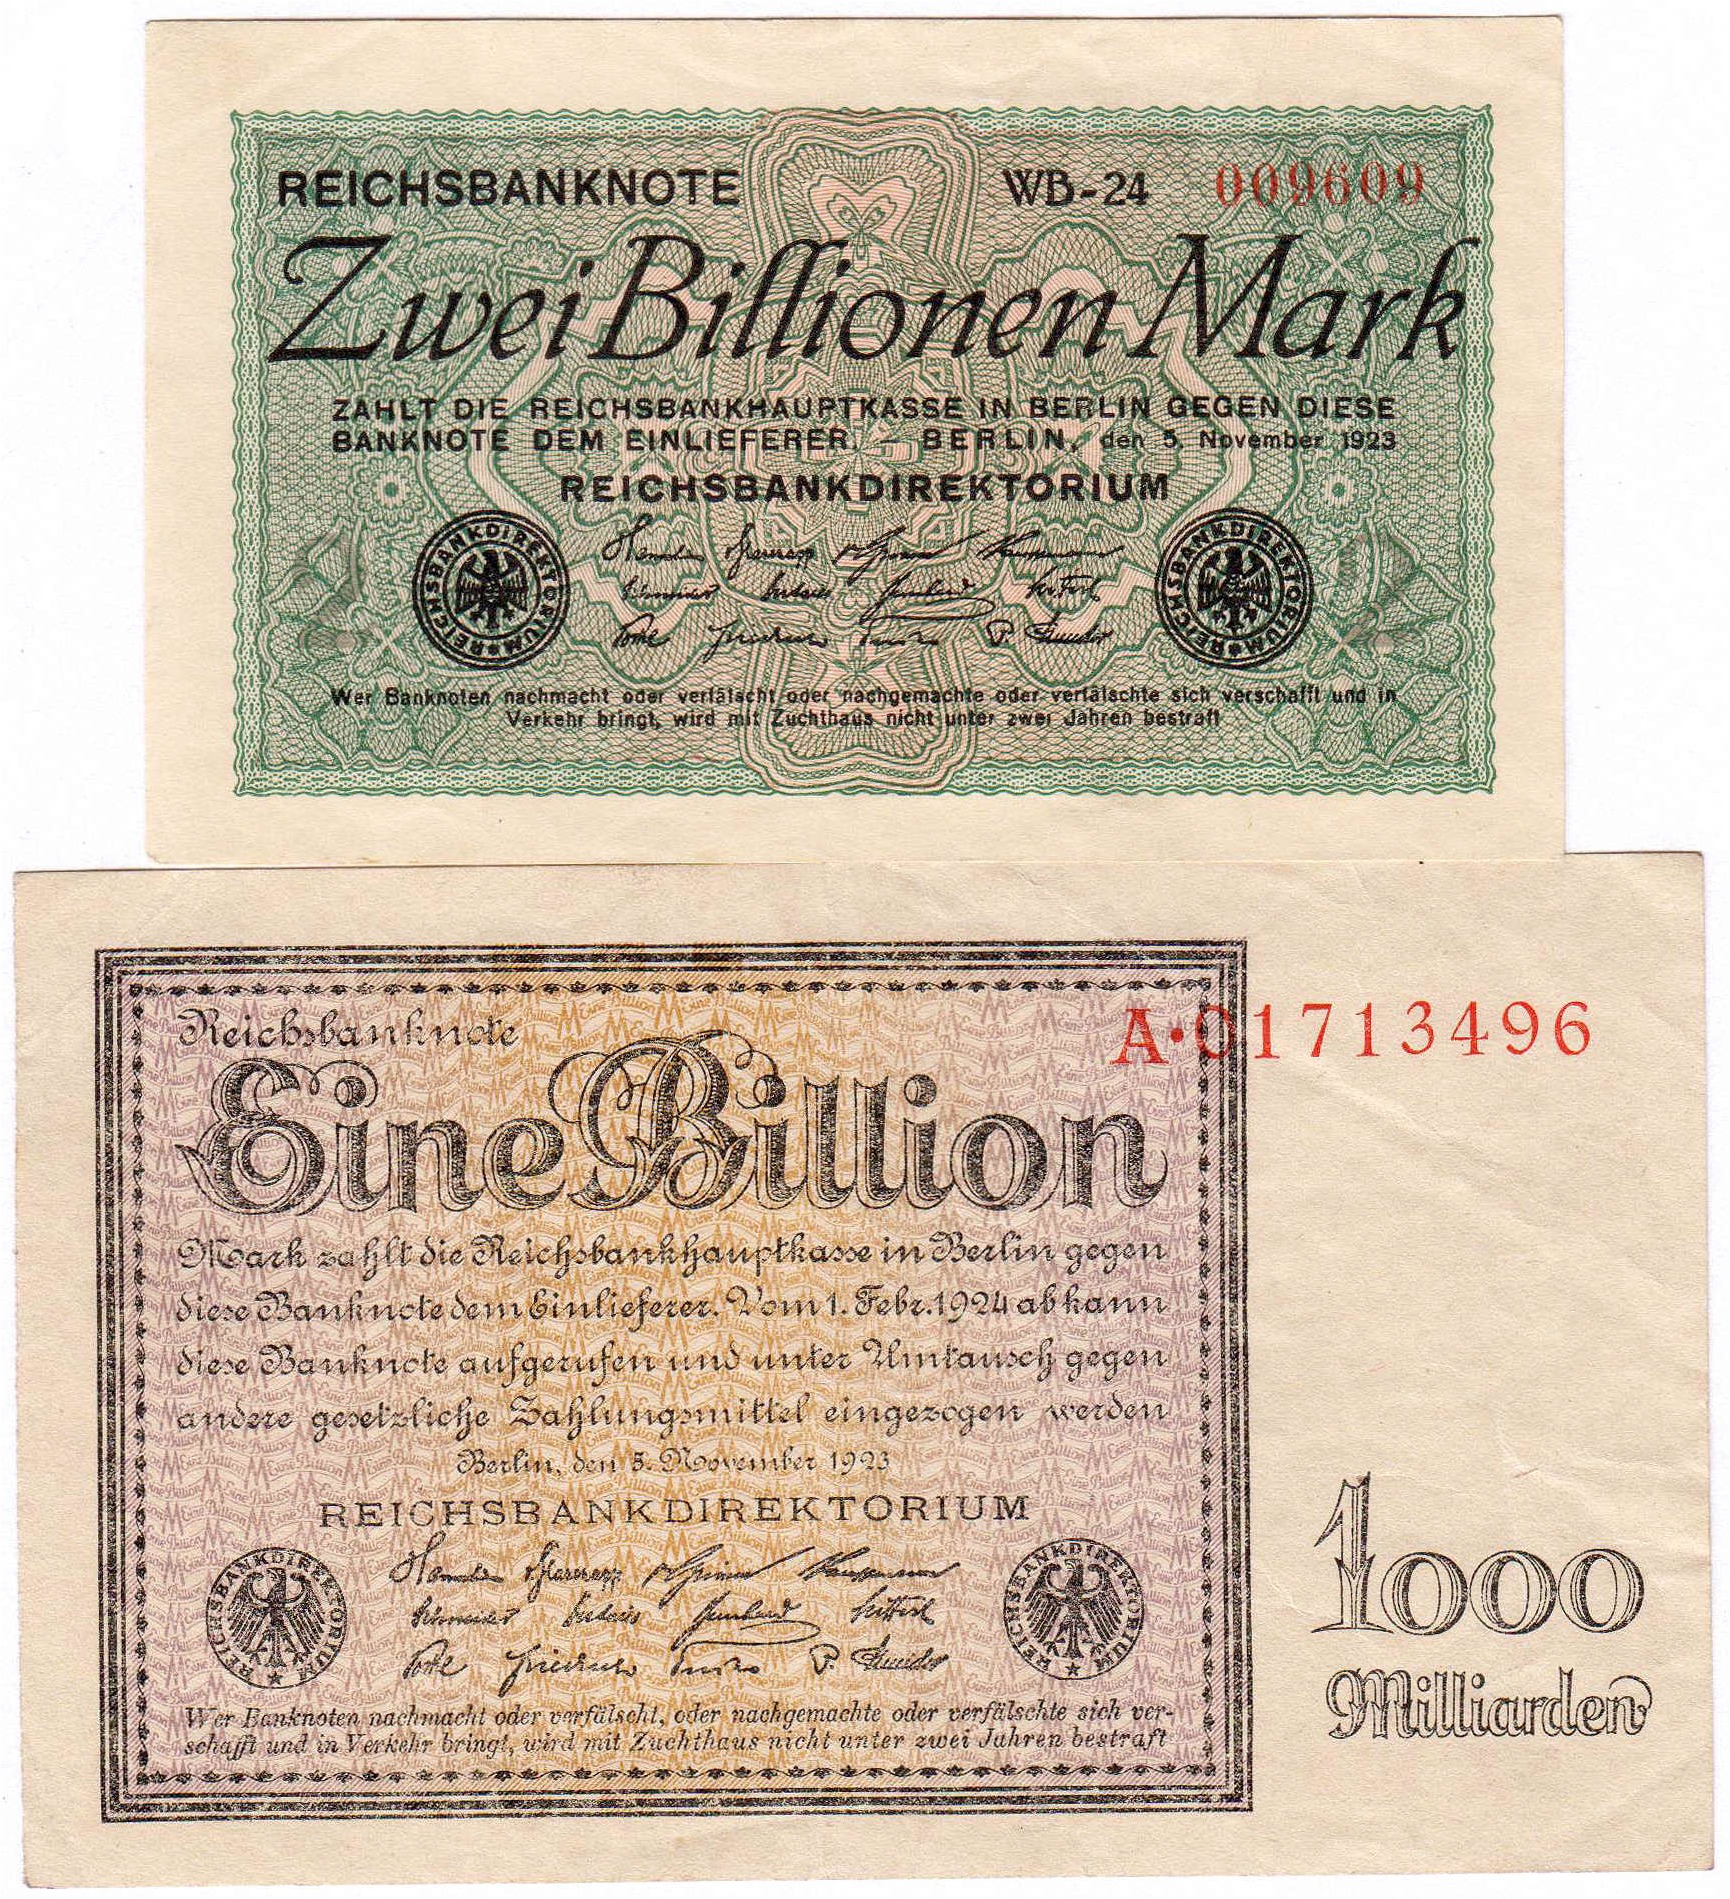 REICHSBANKNOTE WB-24 009609
Zwei Billionen Mark
ZAHLT DIE REICHSBANKHAUPTKASSE IN BERLIN GEGEN DIESE
BANKNOTE DEM EINLIEFERER. – BERLIN, den 5. November 1923
REICHSBANKDIREKTORIUM
REICHSBANKDIREKTORIUM
REICHSBANKDIREKTORIUM
Wer Banknoten nachmacht oder verfälscht oder nachgemachte oder verfälschte sich verschafft und in
Verkehr bringt, wird mit Zuchthaus nicht unter zwei Jahren bestraft
A·01713496
Reichsbanknote
Eine Billion
Mark zahlt die Reichsbankhauptkasse in Berlin gegen
diese Banknote dem Einlieferer. Vom 1. Febr. 1924 ab kann
diese Banknote aufgerufen und unter Umtausch gegen
andere gesetzliche Zahlungsmittel eingezogen werden
Berlin, den 5. November 1923
REICHSBANKDIREKTORIUM
REICHSBANKDIREKTORIUM
REICHSBANKDIREKTORIUM
Wer Banknoten nachmacht oder verfälscht, oder nachgemachte oder verfälschte sich ver-
schafft und in Verkehr bringt, wird mit Zuchthaus nicht unter zwei Jahren bestraft
1000
Milliarden